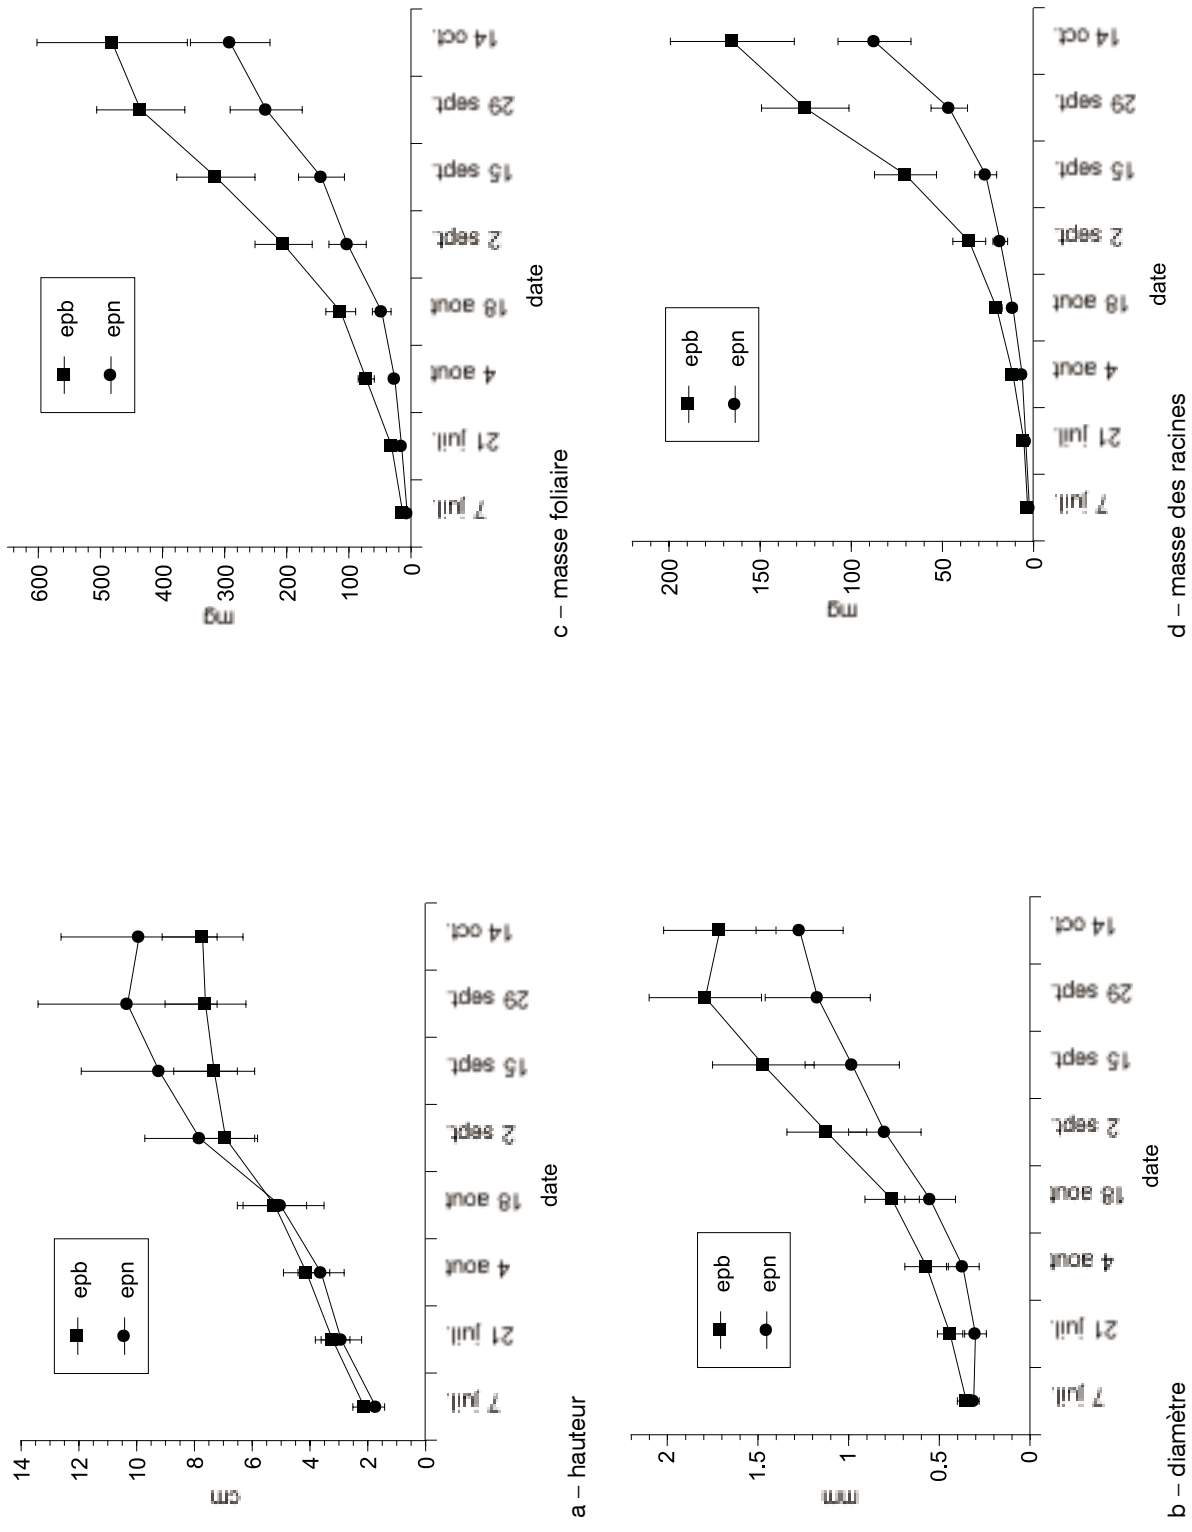 14
12
10
8
6
4
2
0
cm
epb
epn
7 juil.
21 juil.
4 aout
18 aout
2 sept.
15 sept.
29 sept.
14 oct.
date
a – hauteur
600
500
400
300
200
100
0
mg
epb
epn
7 juil.
21 juil.
4 aout
18 aout
2 sept.
15 sept.
29 sept.
14 oct.
date
c – masse foliaire
2
1.5
1
0.5
0
mm
epb
epn
7 juil.
21 juil.
4 aout
18 aout
2 sept.
15 sept.
29 sept.
14 oct.
date
b – diamètre
200
150
100
50
0
mg
epb
epn
7 juil.
21 juil.
4 aout
18 aout
2 sept.
15 sept.
29 sept.
14 oct.
date
d – masse des racines